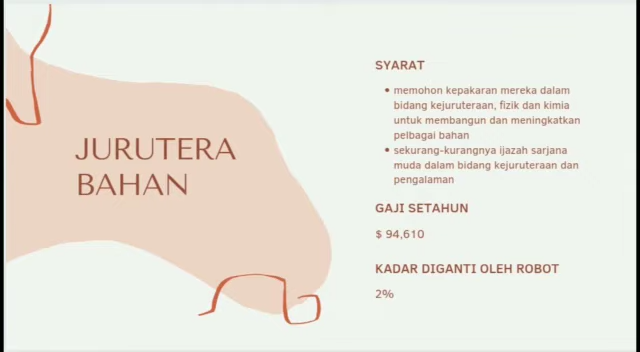 JURUTERA
BAHAN
SYARAT
• memohon kepakaran mereka dalam
bidang kejuruteraan, fizik dan kimia
untuk membangun dan meningkatkan
pelbagai bahan
• sekurang-kurangnya ijazah sarjana
muda dalam bidang kejuruteraan dan
pengalaman
GAJI SETAHUN
$ 94,610
KADAR DIGANTI OLEH ROBOT
2%